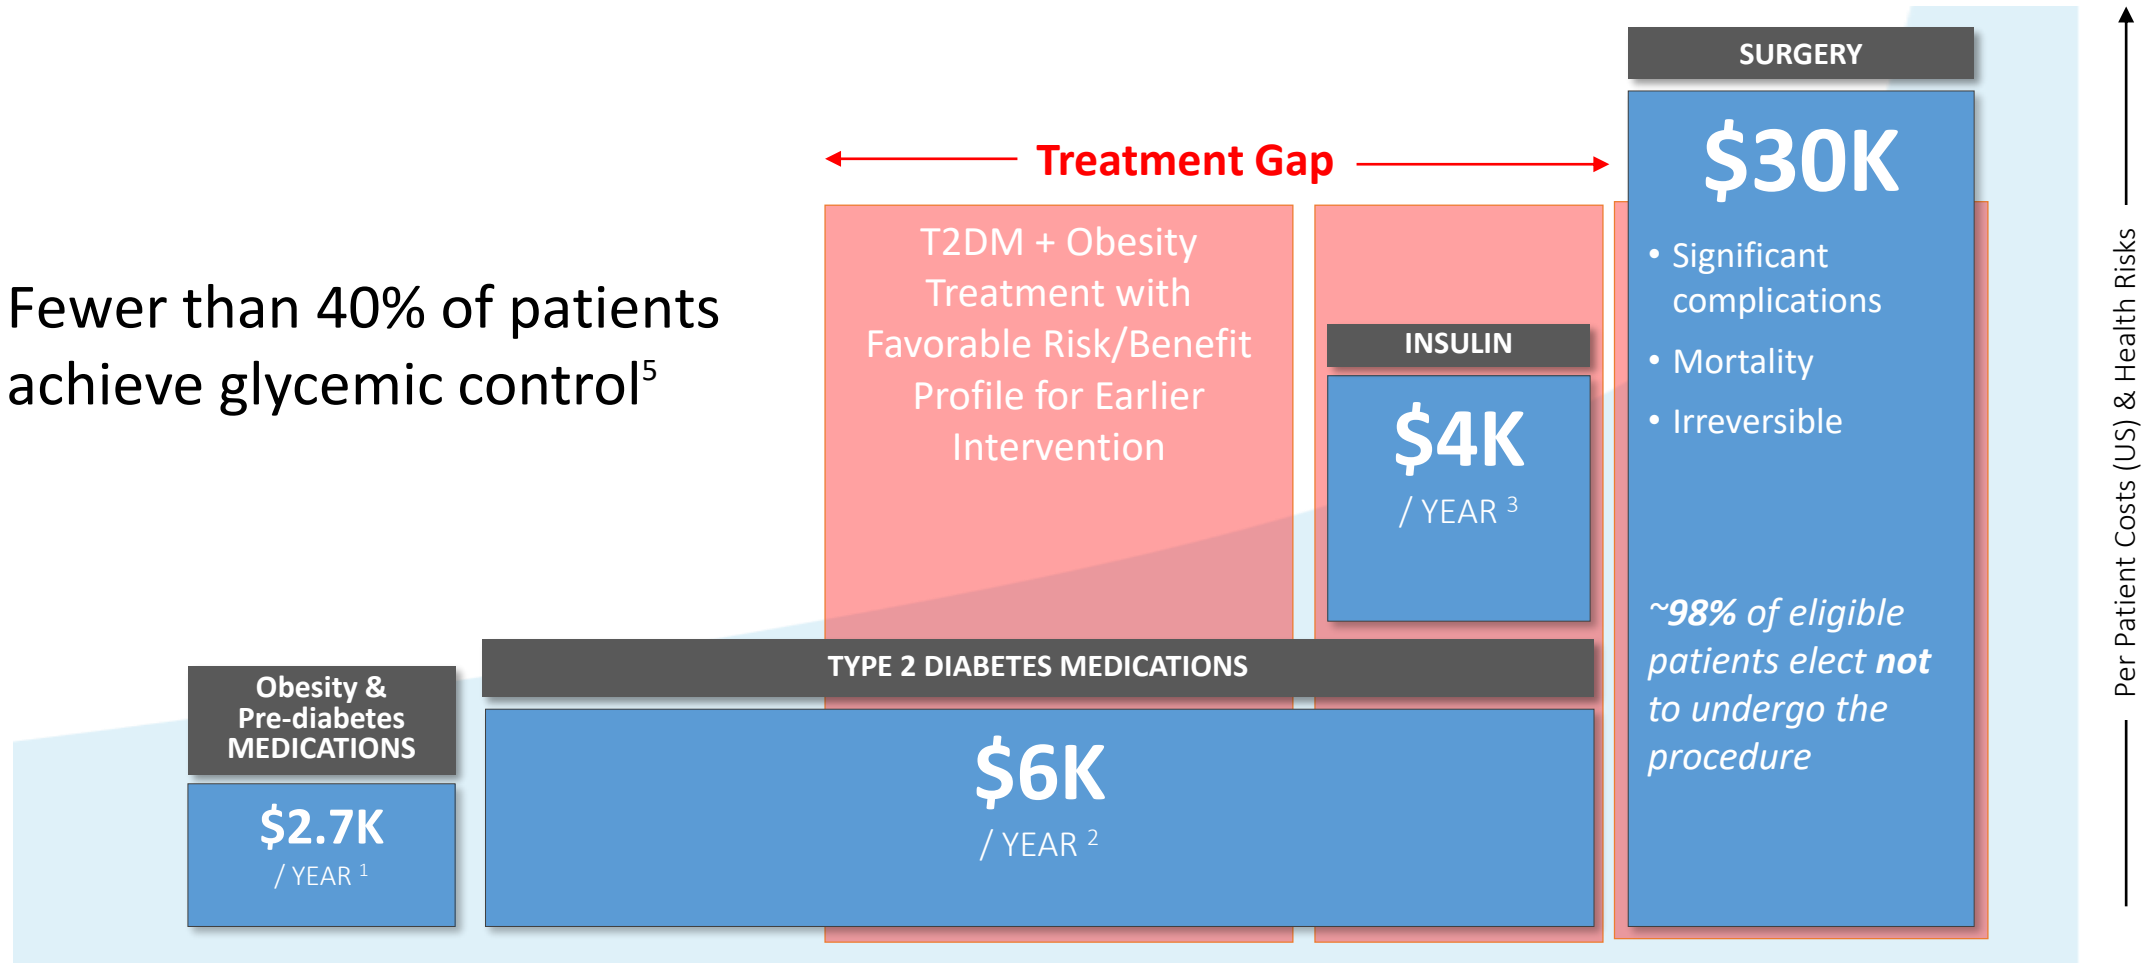 Fewer than 40% of patients
achieve glycemic control5
Treatment Gap
T2DM + Obesity
Treatment with
Favorable Risk/Benefit
Profile for Earlier
Intervention
Obesity &
Pre-diabetes
MEDICATIONS
$2.7K
/ YEAR 1
TYPE 2 DIABETES MEDICATIONS
$6K
/ YEAR 2
INSULIN
$4K
/ YEAR 3
SURGERY
$30K
• Significant
complications
• Mortality
• Irreversible
~98% of eligible
patients elect not
to undergo the
procedure
Per Patient Costs (US) & Health Risks